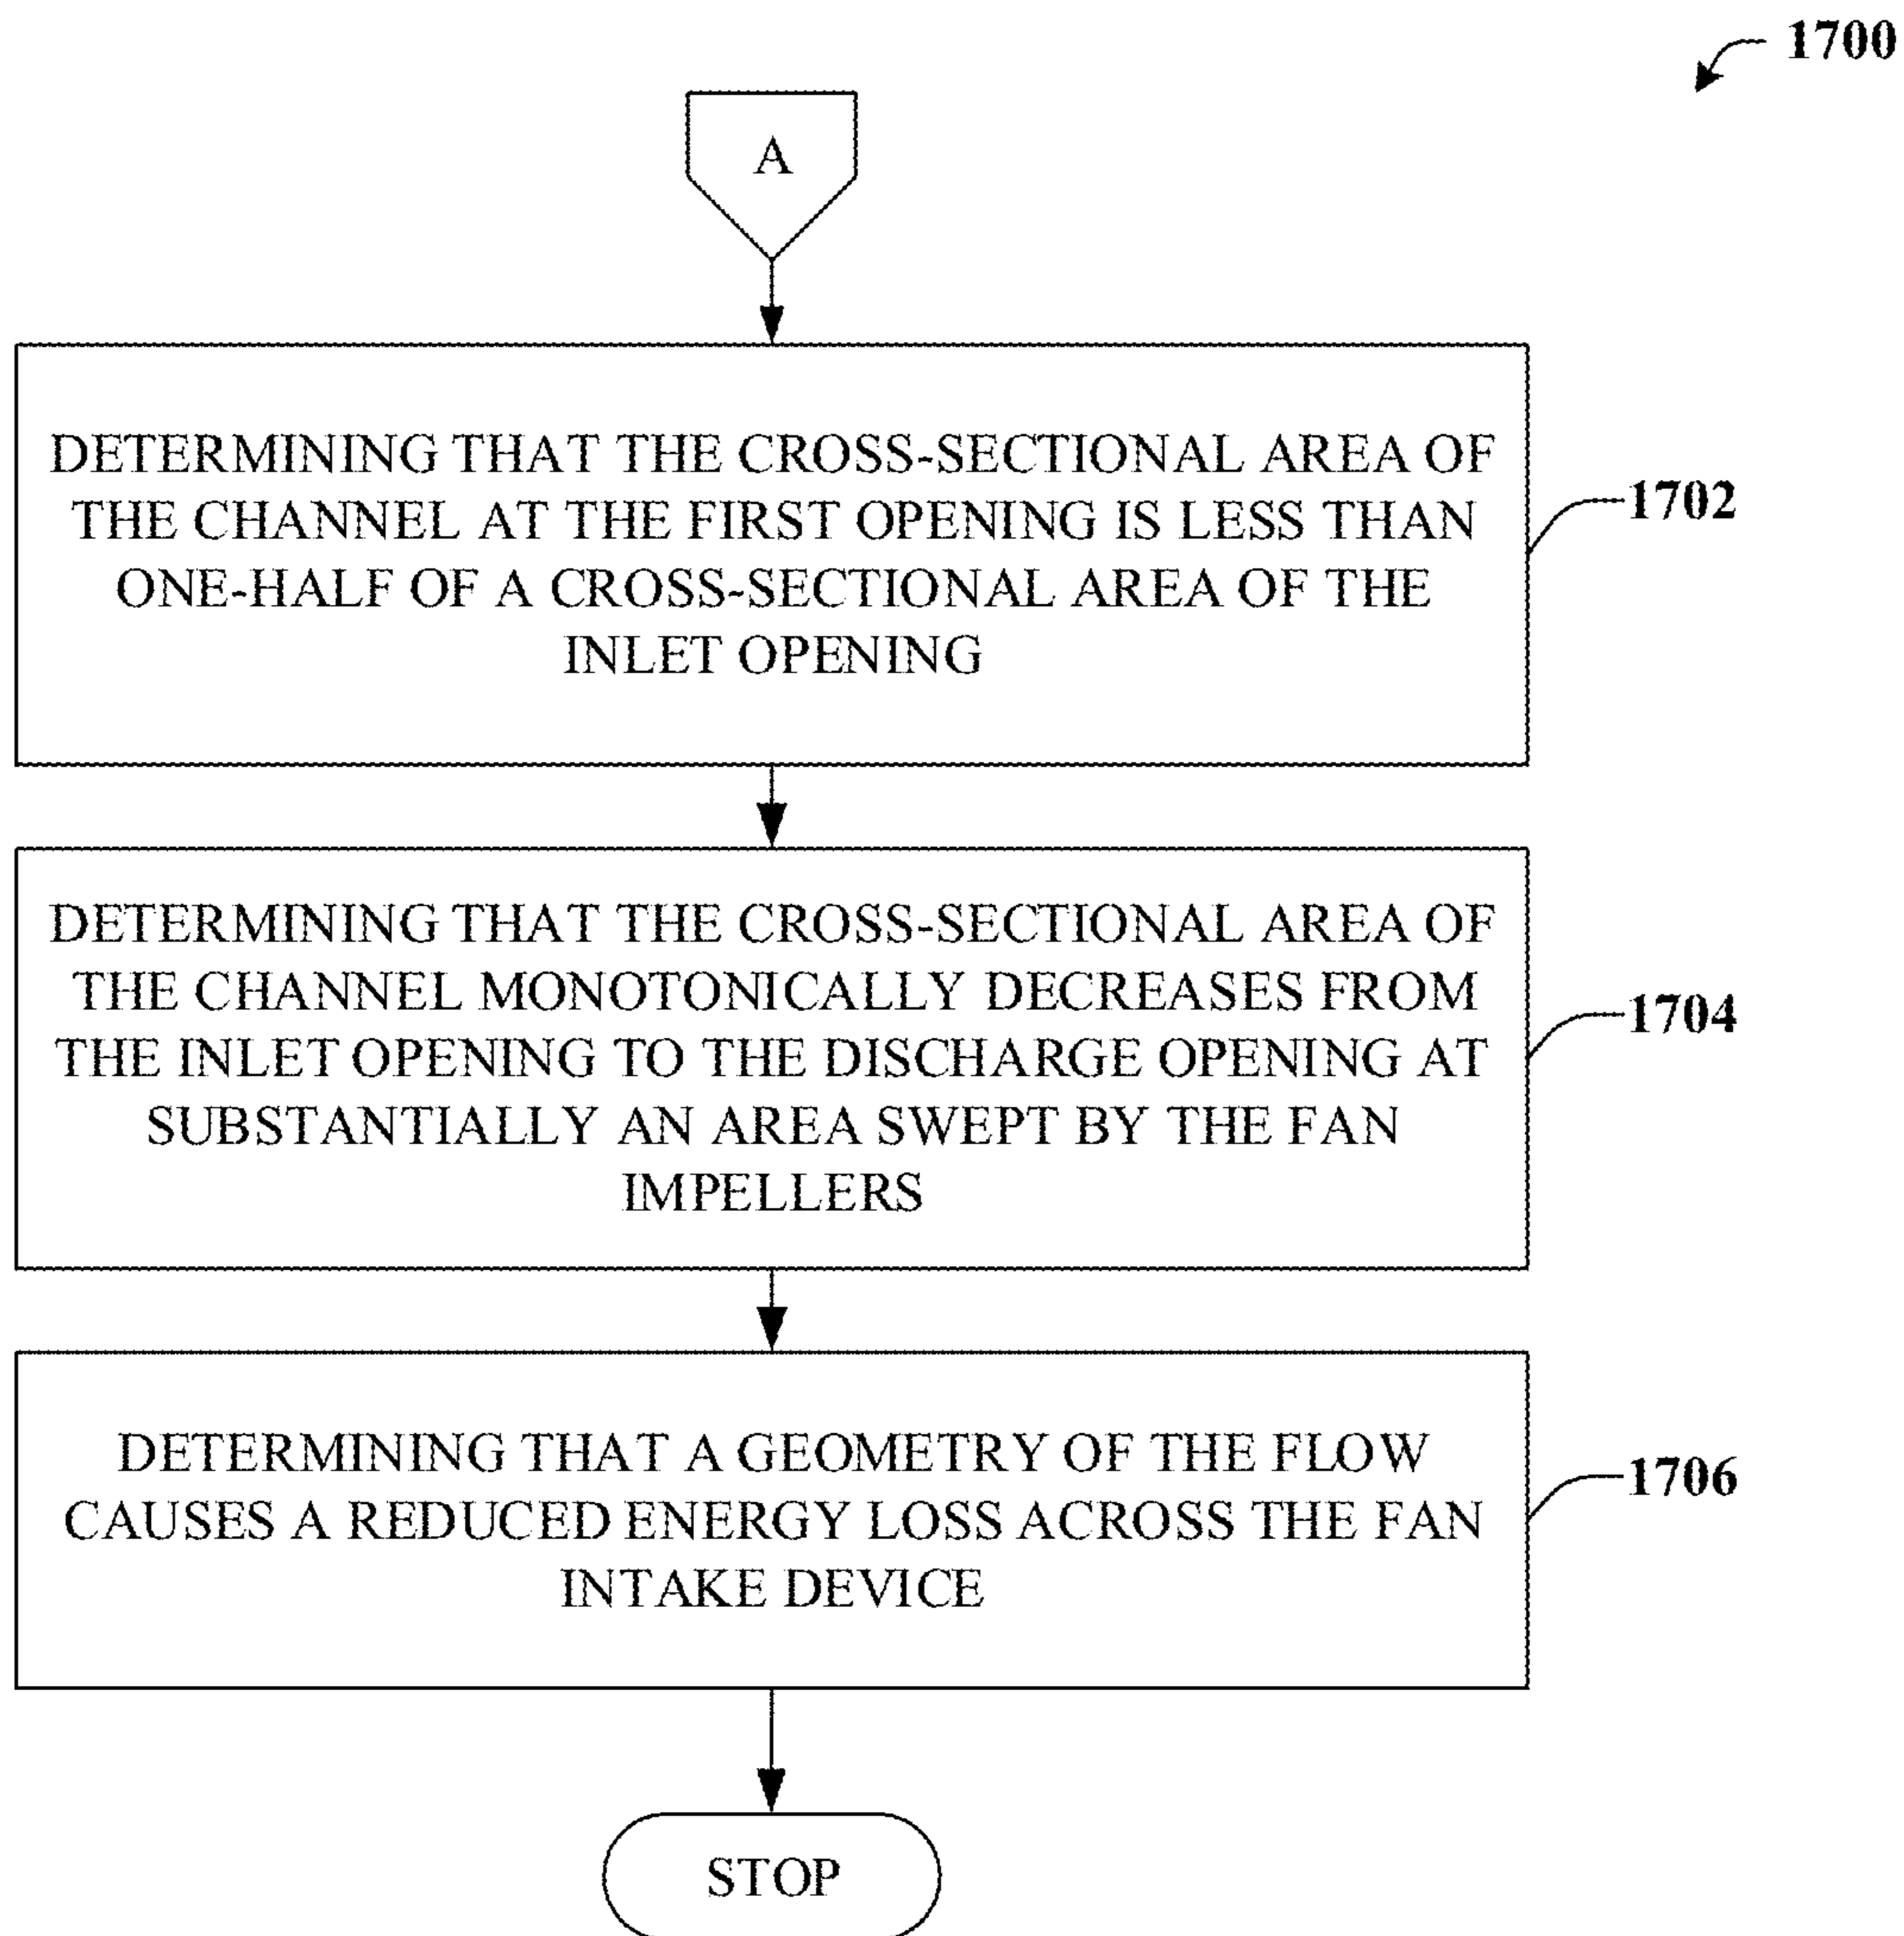 1700
A
DETERMINING THAT THE CROSS-SECTIONAL AREA OF
THE CHANNEL AT THE FIRST OPENING IS LESS THAN
ONE-HALF OF A CROSS-SECTIONAL AREA OF THE
INLET OPENING
1702
DETERMINING THAT THE CROSS-SECTIONAL AREA OF
THE CHANNEL MONOTONICALLY DECREASES FROM
THE INLET OPENING TO THE DISCHARGE OPENING AT
SUBSTANTIALLY AN AREA SWEPT BY THE FAN
IMPELLERS
1704
DETERMINING THAT A GEOMETRY OF THE FLOW
CAUSES A REDUCED ENERGY LOSS ACROSS THE FAN
INTAKE DEVICE
1706
STOP